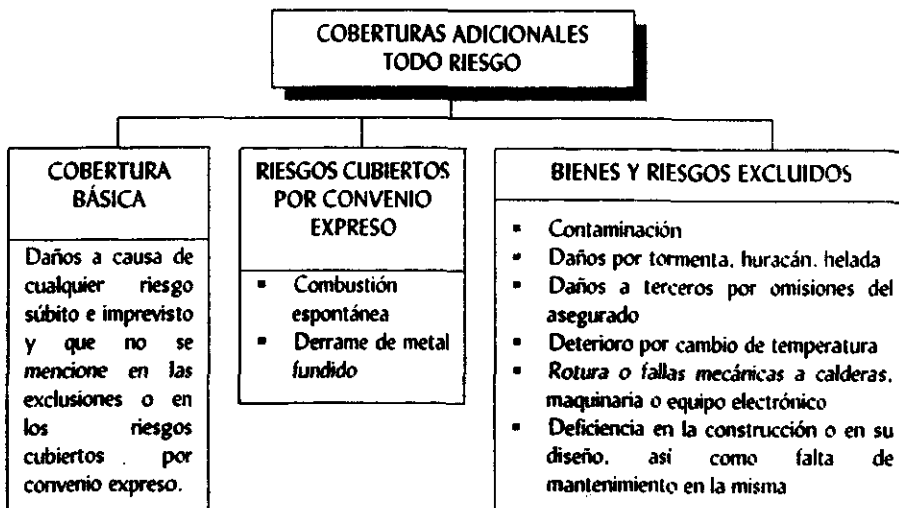 COBERTURAS ADICIONALES
TODO RIESGO
COBERTURA
BÁSICA
Daños a causa de
cualquier riesgo
súbito e imprevisto
y que no se
mencione en las
exclusiones o en
los riesgos
cubiertos . por
convenio expreso.
RIESGOS CUBIERTOS
POR CONVENIO
EXPRESO
▪ Combustión
espontánea
▪ Derrame de metal
fundido
BIENES Y RIESGOS EXCLUIDOS
▪ Contaminación
▪ Daños por tormenta, huracán, helada
▪ Daños a terceros por omisiones del
asegurado
▪ Deterioro por cambio de temperatura
▪ Rotura o fallas mecánicas a calderas,
maquinaria o equipo electrónico
▪ Deficiencia en la construcción o en su
diseño, así como falta de
mantenimiento en la misma